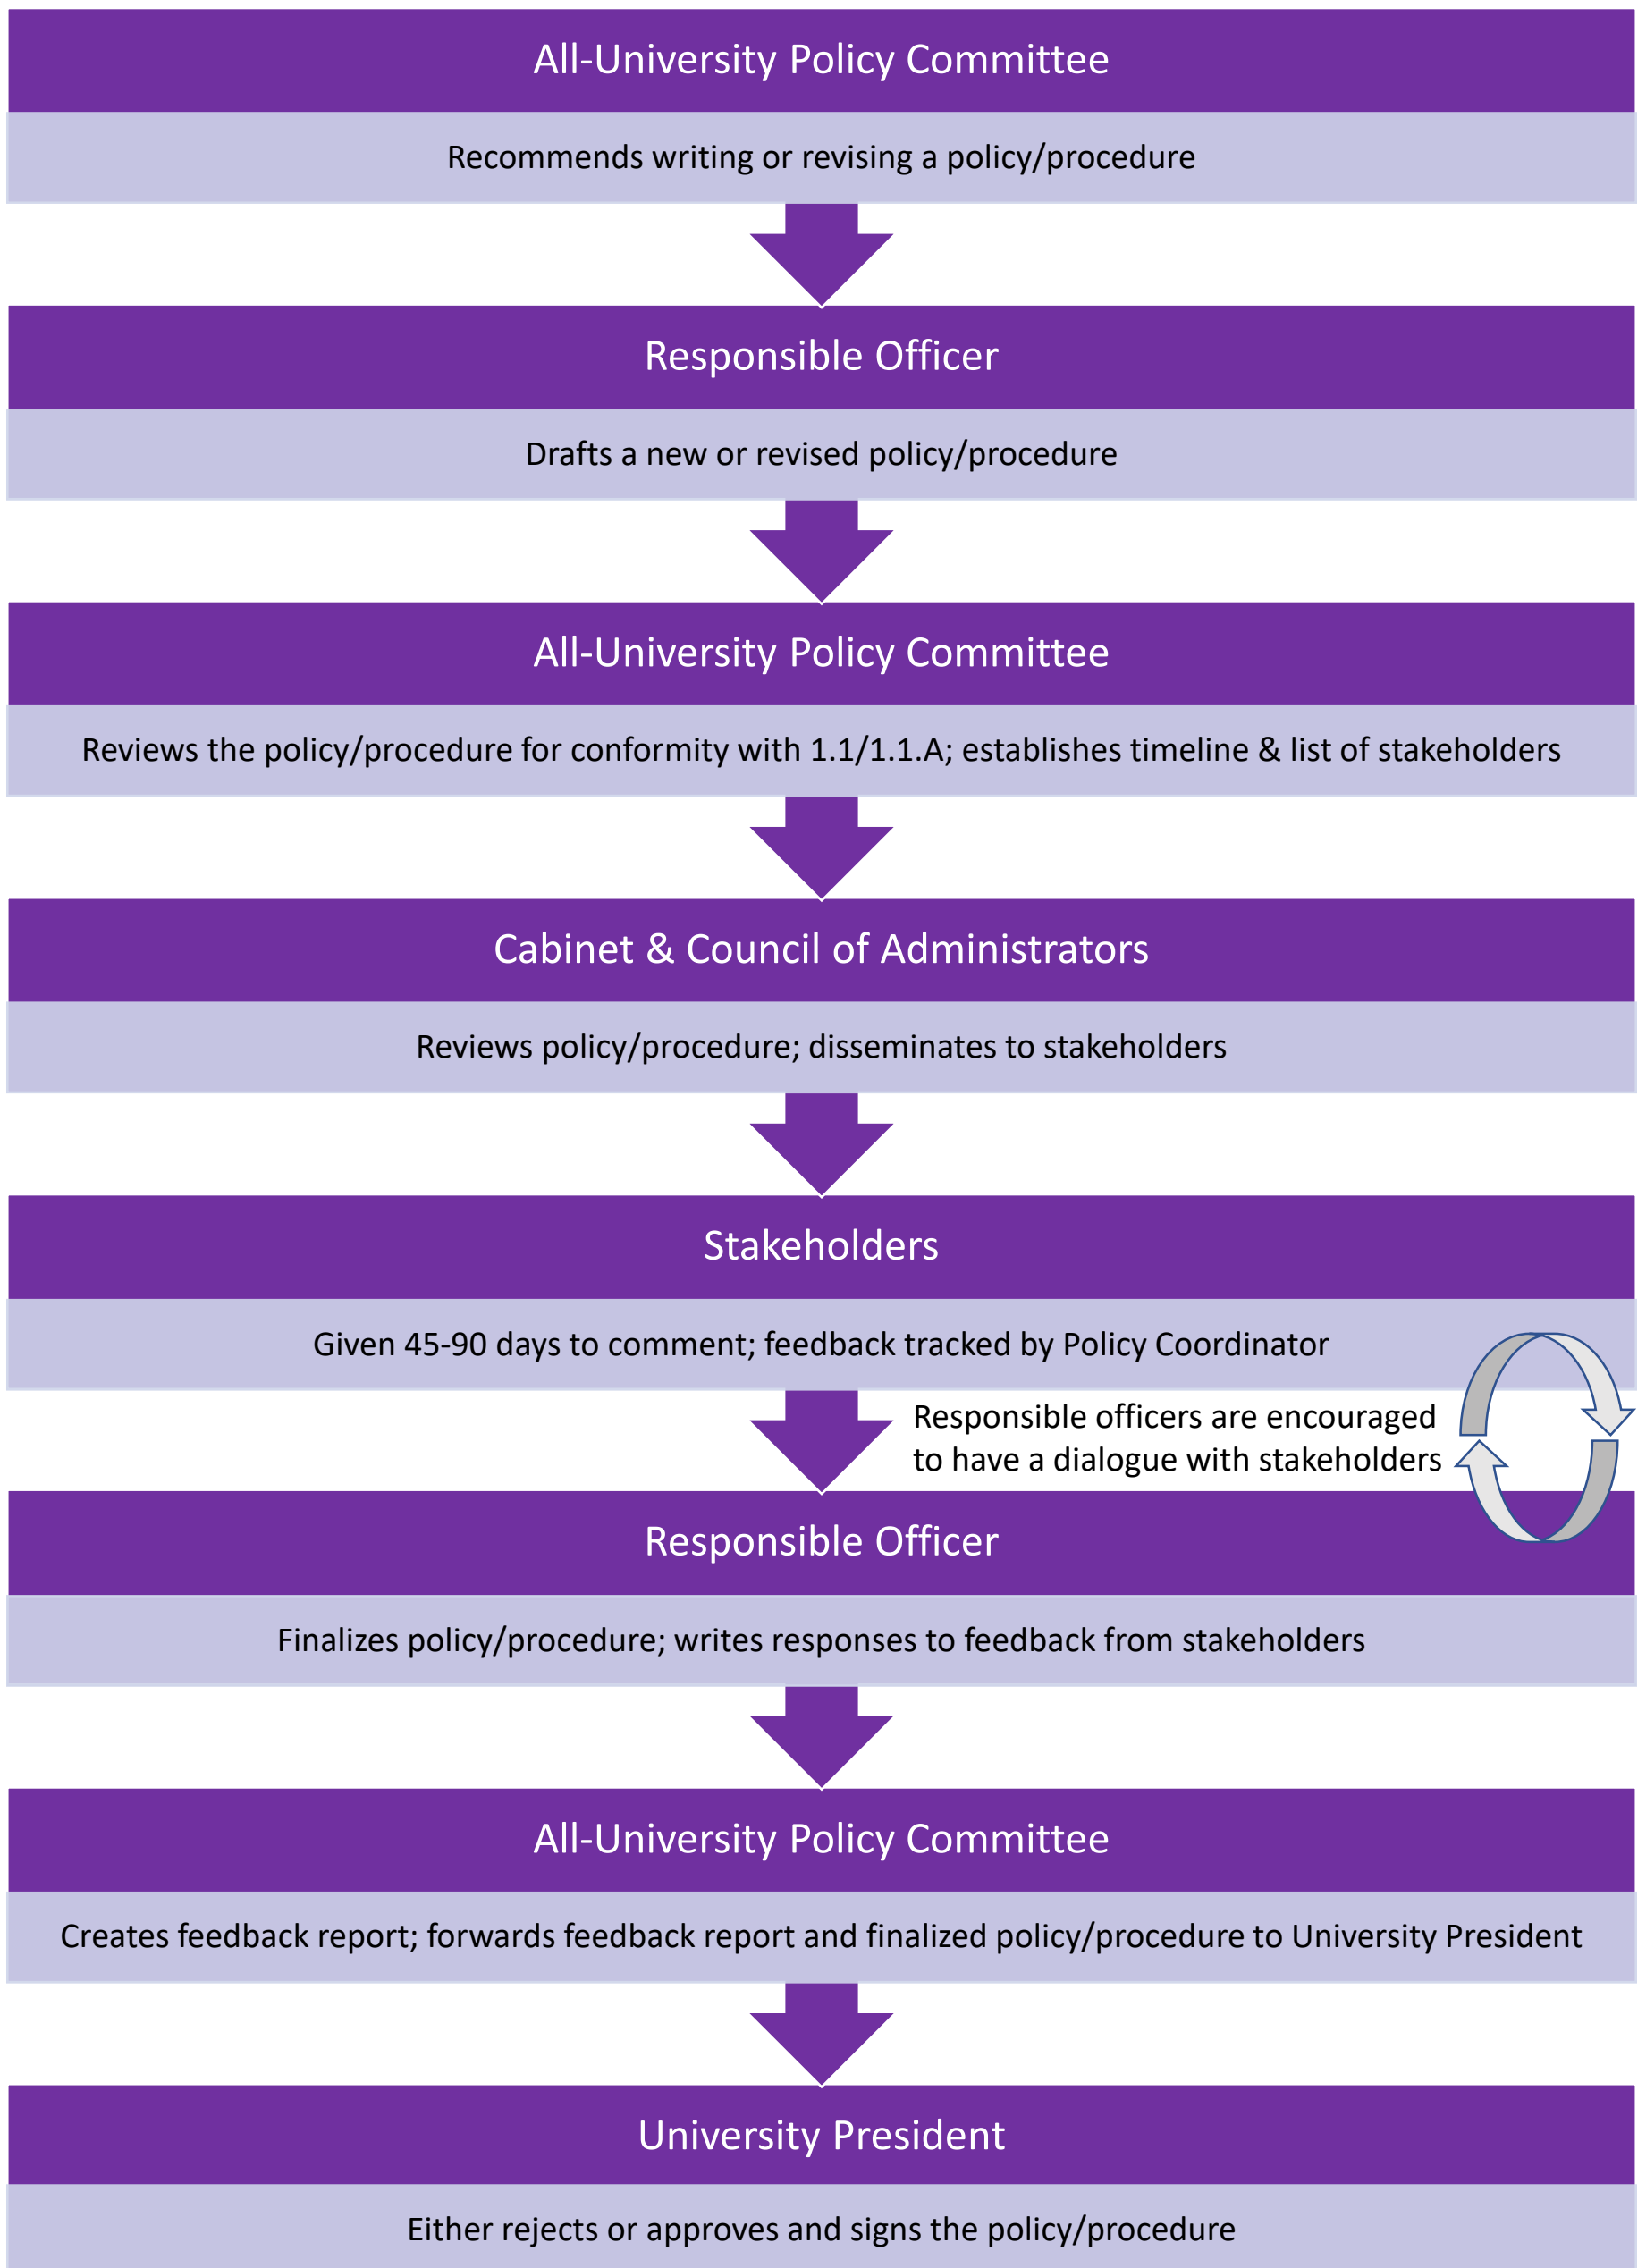 All-University Policy Committee
Recommends writing or revising a policy/procedure
Responsible Officer
Drafts a new or revised policy/procedure
All-University Policy Committee
Reviews the policy/procedure for conformity with 1.1/1.1.A; establishes timeline & list of stakeholders
Cabinet & Council of Administrators
Reviews policy/procedure; disseminates to stakeholders
Stakeholders
Given 45-90 days to comment; feedback tracked by Policy Coordinator
Responsible officers are encouraged
to have a dialogue with stakeholders
Responsible Officer
Finalizes policy/procedure; writes responses to feedback from stakeholders
All-University Policy Committee
Creates feedback report; forwards feedback report and finalized policy/procedure to University President
University President
Either rejects or approves and signs the policy/procedure